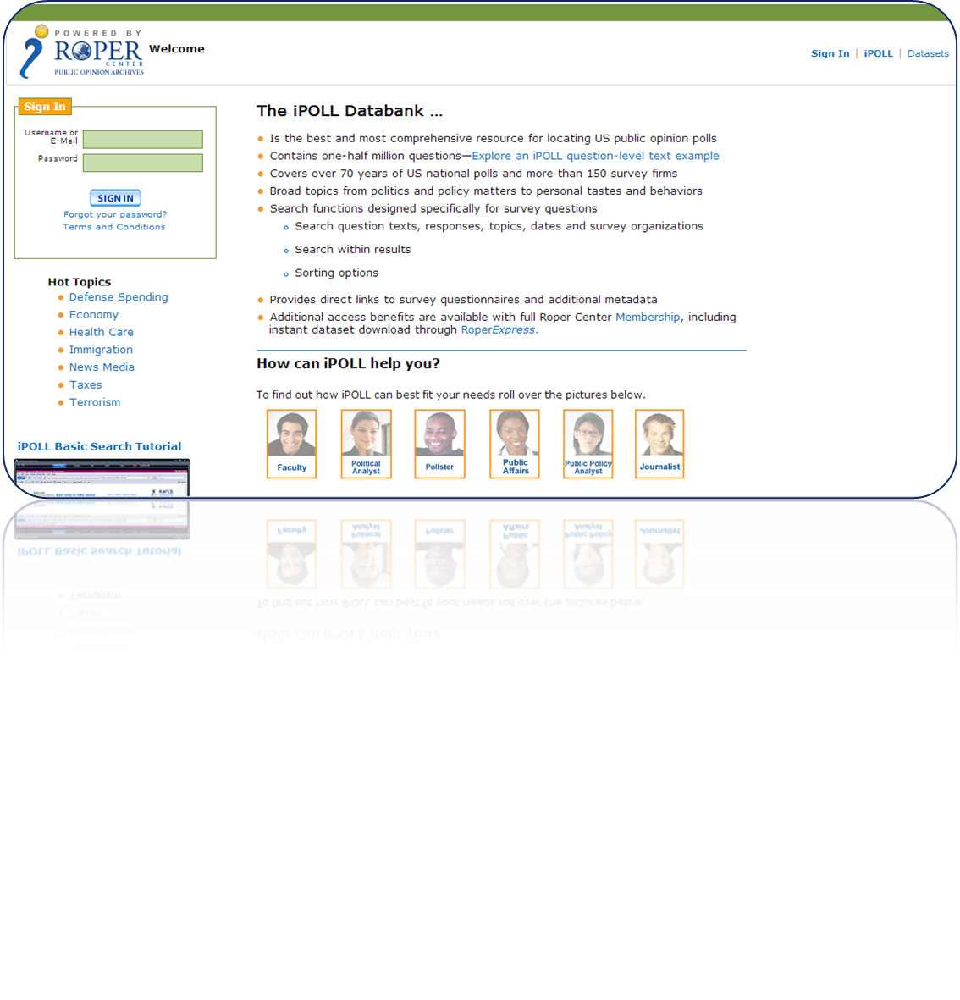 POWERED BY
ROPER
CENTER
PUBLIC OPINION ARCHIVES
Welcome
Sign In | iPOLL | Datasets
Sign In
Username or
E-Mail
Password
SIGN IN
Forgot your password?
Terms and Conditions
Hot Topics
Defense Spending
Economy
Health Care
Immigration
News Media
Taxes
Terrorism
iPOLL Basic Search Tutorial
The iPOLL Databank ...
Is the best and most comprehensive resource for locating US public opinion polls
Contains one-half million questions—Explore an iPOLL question-level text example
Covers over 70 years of US national polls and more than 150 survey firms
Broad topics from politics and policy matters to personal tastes and behaviors
Search functions designed specifically for survey questions
Search question texts, responses, topics, dates and survey organizations
Search within results
Sorting options
Provides direct links to survey questionnaires and additional metadata
Additional access benefits are available with full Roper Center Membership, including
instant dataset download through RoperExpress.
How can iPOLL help you?
To find out how iPOLL can best fit your needs roll over the pictures below.
Faculty
Political
Analyst
Pollster
Public
Affairs
Public Policy
Analyst
Journalist